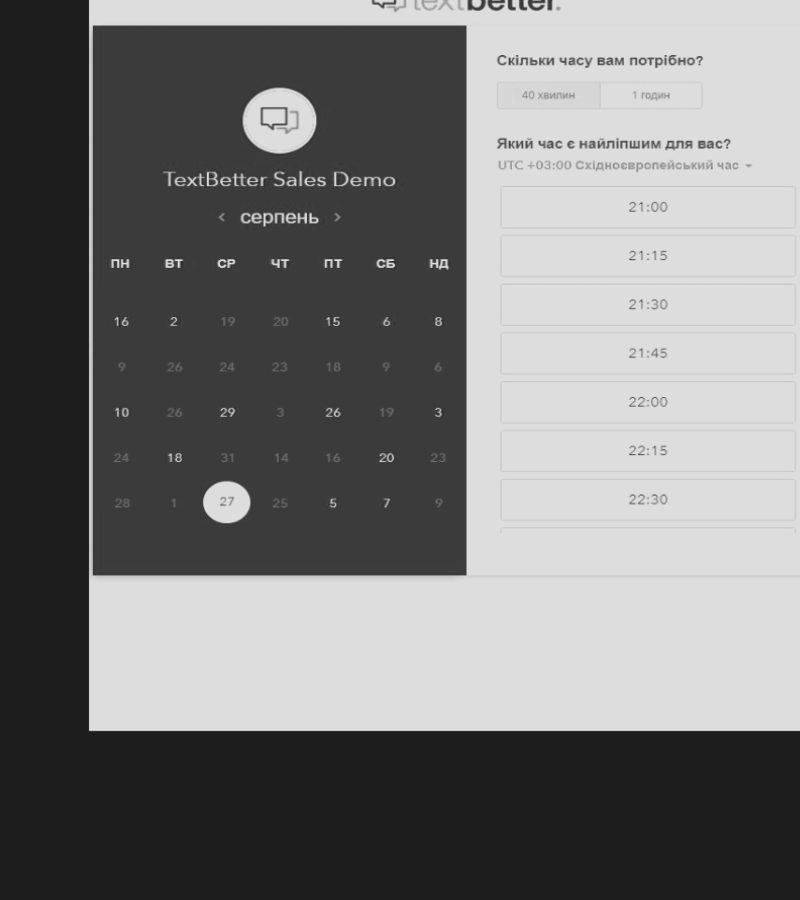 textbetter.
TextBetter Sales Demo
< серпень >
ПН ВТ СР ЧТ ПТ СБ НД
16 2 19 20 15 6 8
9 26 24 23 18 9 6
10 26 29 3 26 19 3
24 18 31 14 16 20 23
28 1 27 25 5 7 9
Скільки часу вам потрібно?
40 хвилин 1 годин
Який час є найліпшим для вас?
UTC +03:00 Східноєвропейський час
21:00
21:15
21:30
21:45
22:00
22:15
22:30